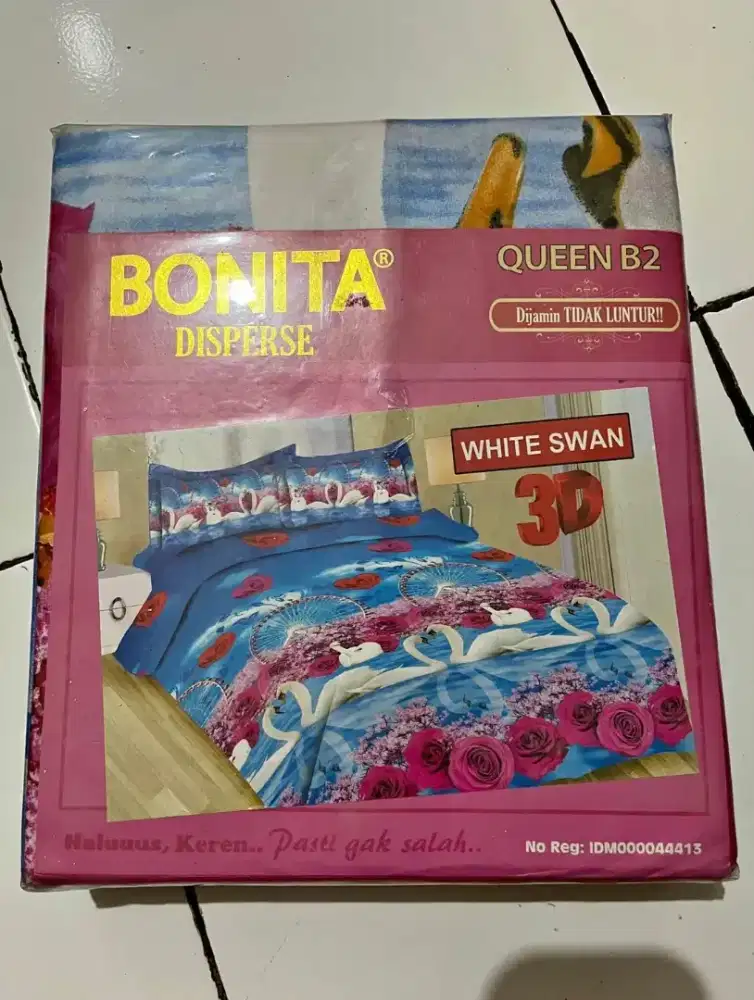 BONITA®
DISPERSE
QUEEN B2
Dijamin TIDAK LUNTUR!!
WHITE SWAN
3D
Haluuus, Keren.. Pasti gak salah..
No Reg: IDM000044413